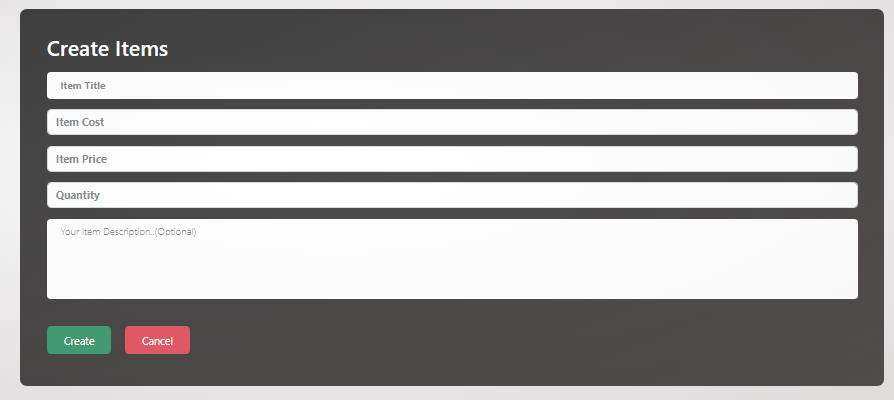 Create Items
Item Title
Item Cost
Item Price
Quantity
Your Item Description..(Optional)
Create
Cancel